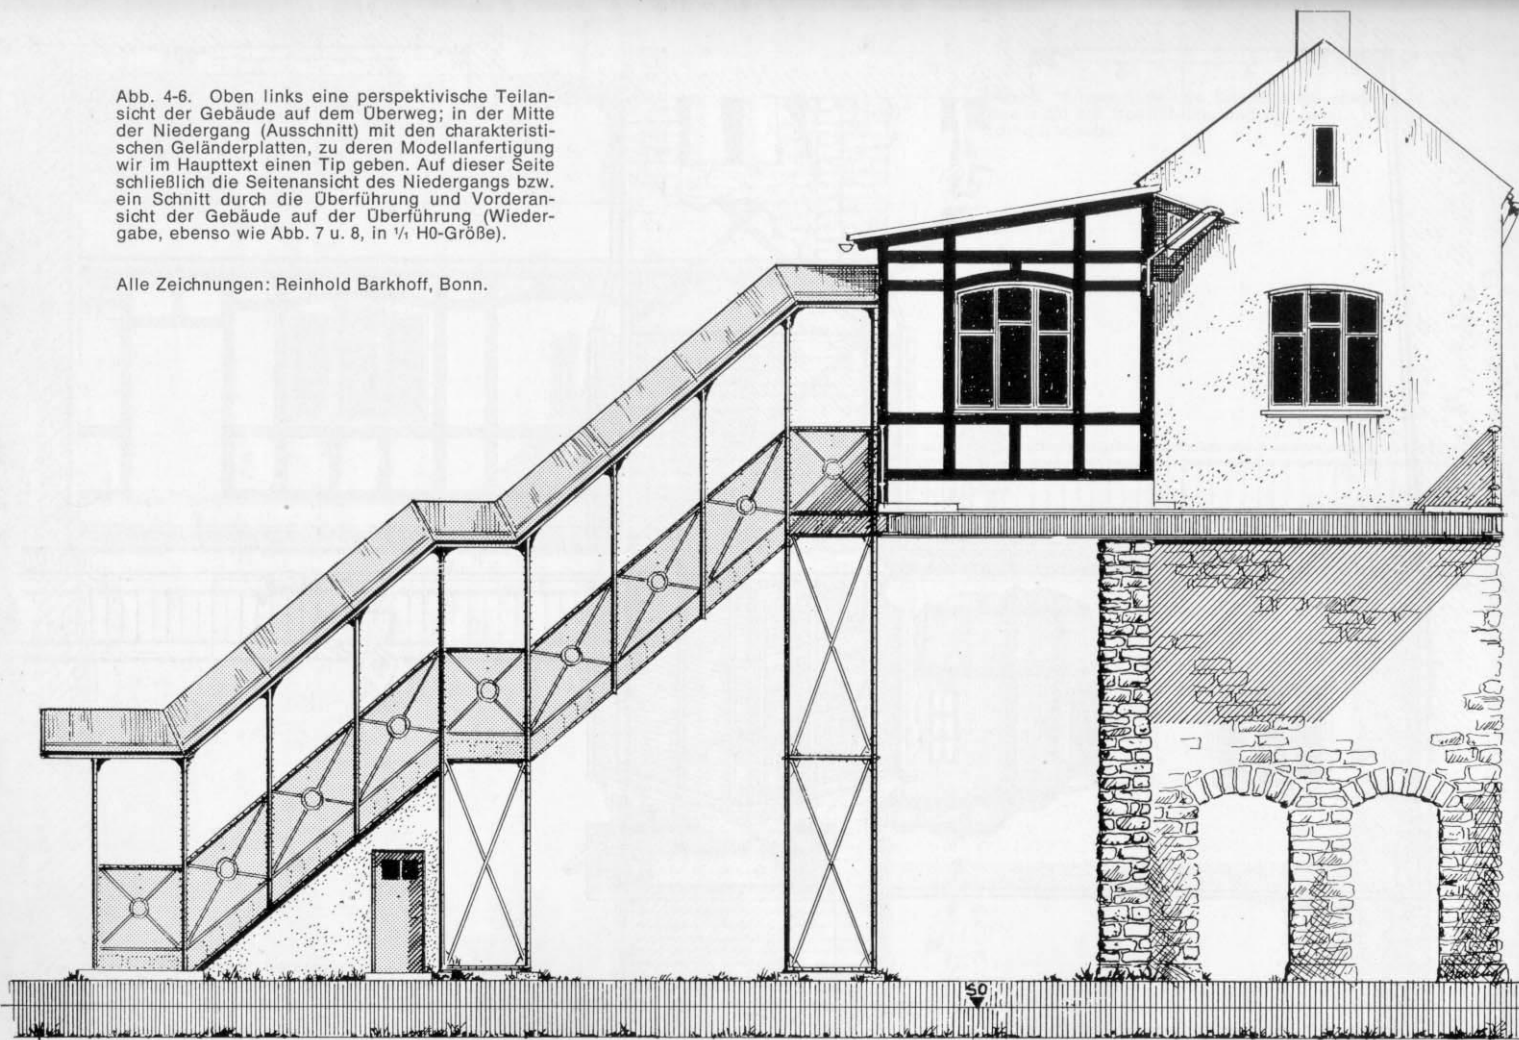 Abb. 4-6. Oben links eine perspektivische Teilan-
sicht der Gebäude auf dem Überweg; in der Mitte
der Niedergang (Ausschnitt) mit den charakteristi-
schen Geländerplatten, zu deren Modellanfertigung
wir im Haupttext einen Tip geben. Auf dieser Seite
schließlich die Seitenansicht des Niedergangs bzw.
ein Schnitt durch die Überführung und Vorderan-
sicht der Gebäude auf der Überführung (Wieder-
gabe, ebenso wie Abb. 7 u. 8, in ¹/₁ H0-Größe).
Alle Zeichnungen: Reinhold Barkhoff, Bonn.
SO